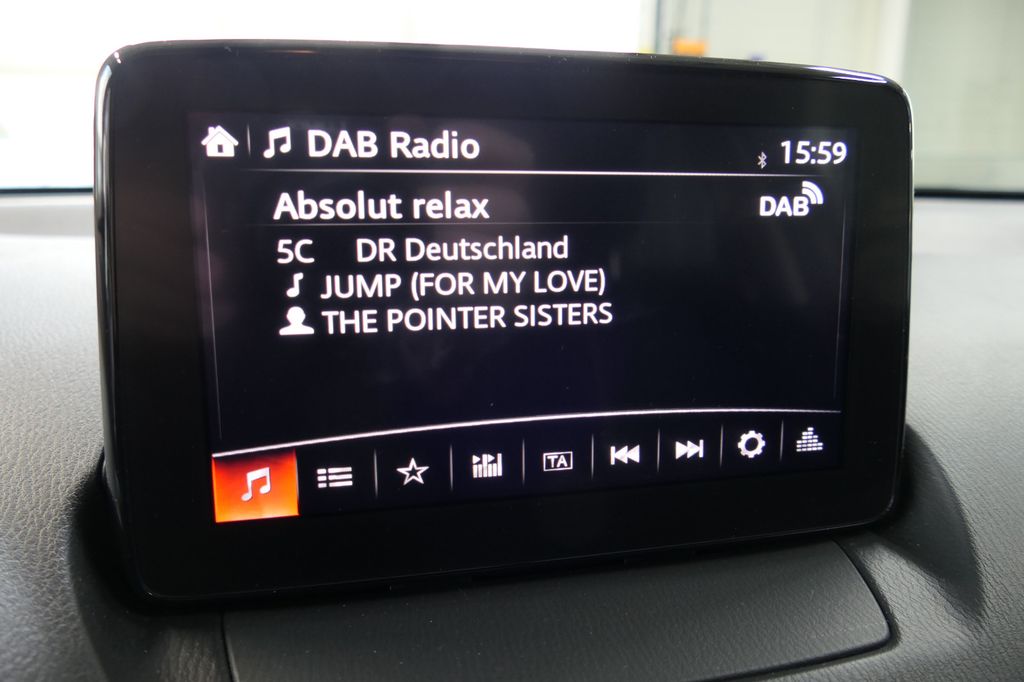 DAB Radio 15:59
Absolut relax DAB
5C DR Deutschland
JUMP (FOR MY LOVE)
THE POINTER SISTERS
TA